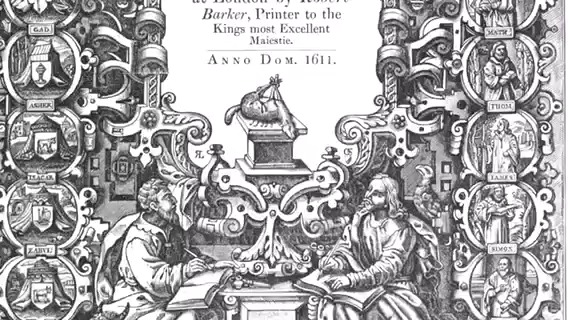 at London by Robert
Barker, Printer to the
Kings most Excellent
Maiestie.
ANNO DOM. 1611.
GAD.
ASHER.
ISACAR
ZABVL
MATH.
THOM.
IAMES